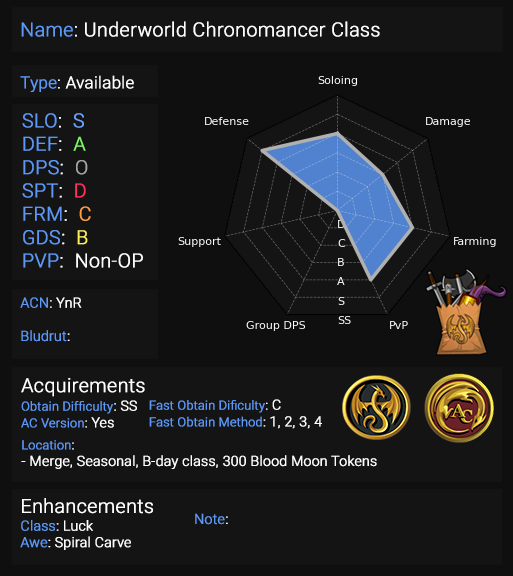 Name: Underworld Chronomancer Class
Type: Available
SLO: S
DEF: A
DPS: O
SPT: D
FRM: C
GDS: B
PVP: Non-OP
ACN: YnR
Bludrut:
Soloing
Defense
Damage
Support
Farming
Group DPS
PvP
D
C
B
A
S
SS
Acquirements
Obtain Difficulty: SS Fast Obtain Dificulty: C
AC Version: Yes Fast Obtain Method: 1, 2, 3, 4
AC
Location:
- Merge, Seasonal, B-day class, 300 Blood Moon Tokens
Enhancements
Class: Luck
Note:
Awe: Spiral Carve